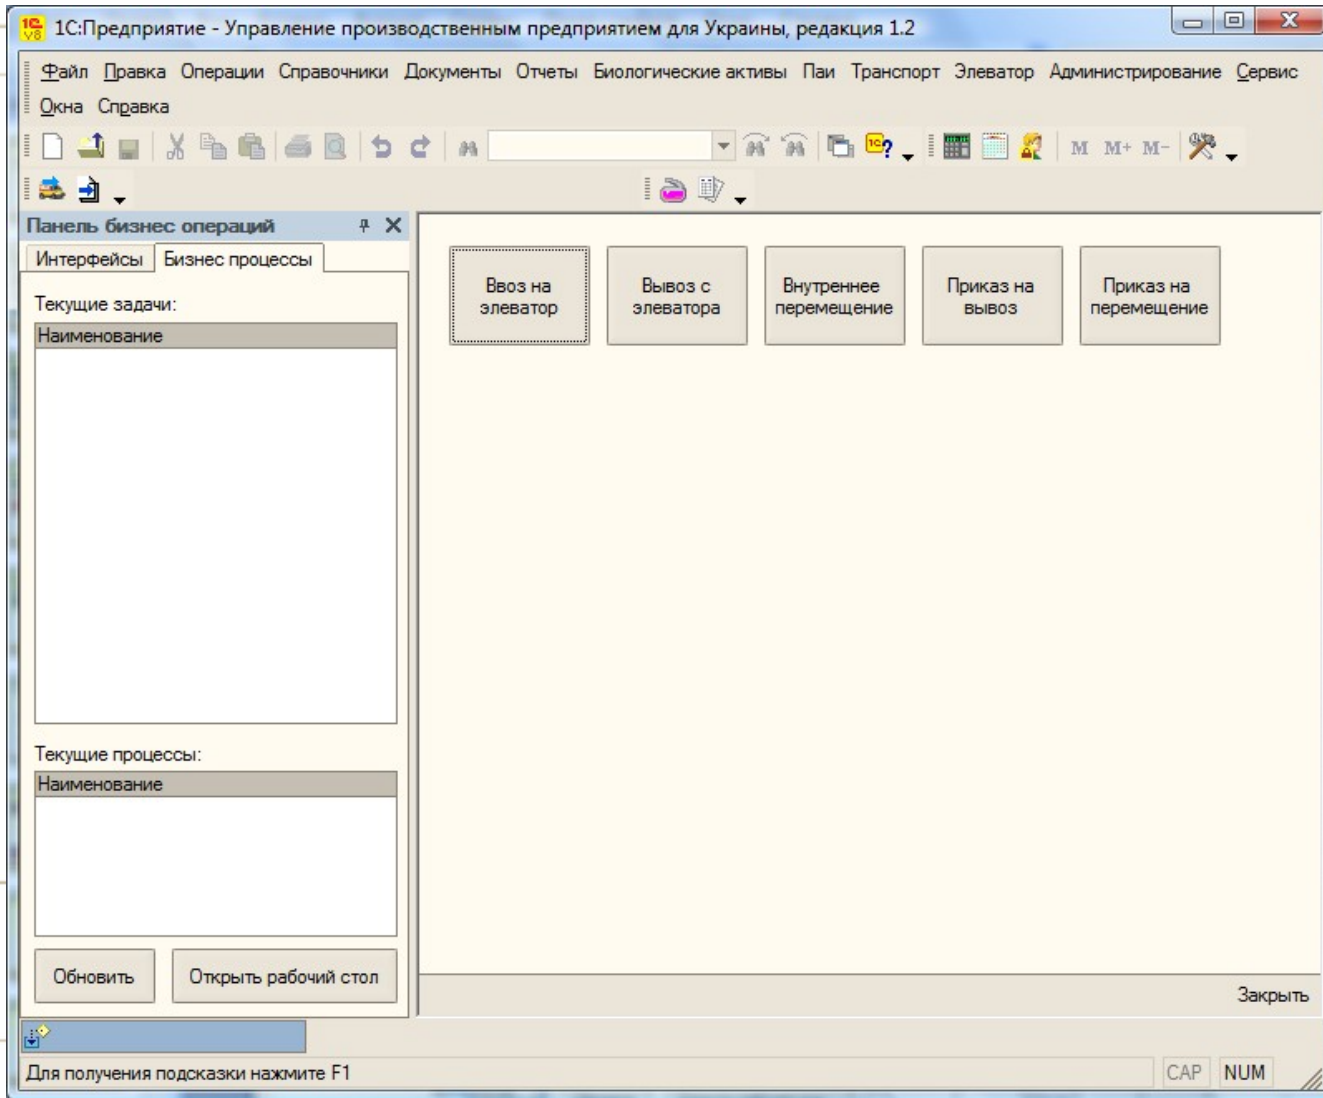 1С:Предприятие - Управление производственным предприятием для Украины, редакция 1.2
Файл Правка Операции Справочники Документы Отчеты Биологические активы Паи Транспорт Элеватор Администрирование Сервис
Окна Справка
M M+ M-
Панель бизнес операций
Интерфейсы Бизнес процессы
Текущие задачи:
Наименование
Ввоз на
элеватор
Вывоз с
элеватора
Внутреннее
перемещение
Приказ на
вывоз
Приказ на
перемещение
Текущие процессы:
Наименование
Обновить Открыть рабочий стол
Закрыть
Для получения подсказки нажмите F1 CAP NUM